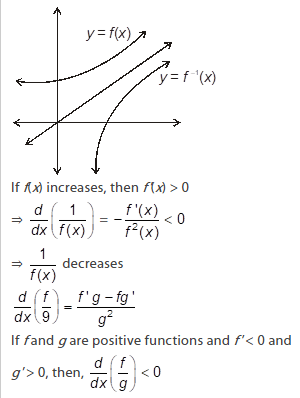 y = f(x)
y = f⁻¹(x)
If f(x) increases, then f'(x) > 0
⇒ d/dx (1/f(x)) = − f'(x)/f²(x) < 0
⇒ 1/f(x) decreases
d/dx (f/9) = (f'g − fg')/g²
If f and g are positive functions and f' < 0 and
g' > 0, then, d/dx (f/g) < 0